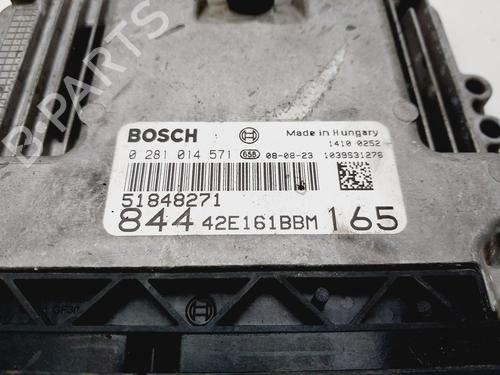 B-PARTS
BOSCH
Made in Hungary
1410 0252
0 281 014 571 658 08-08-23 1039S31276
51848271
844 42E161BBM 165